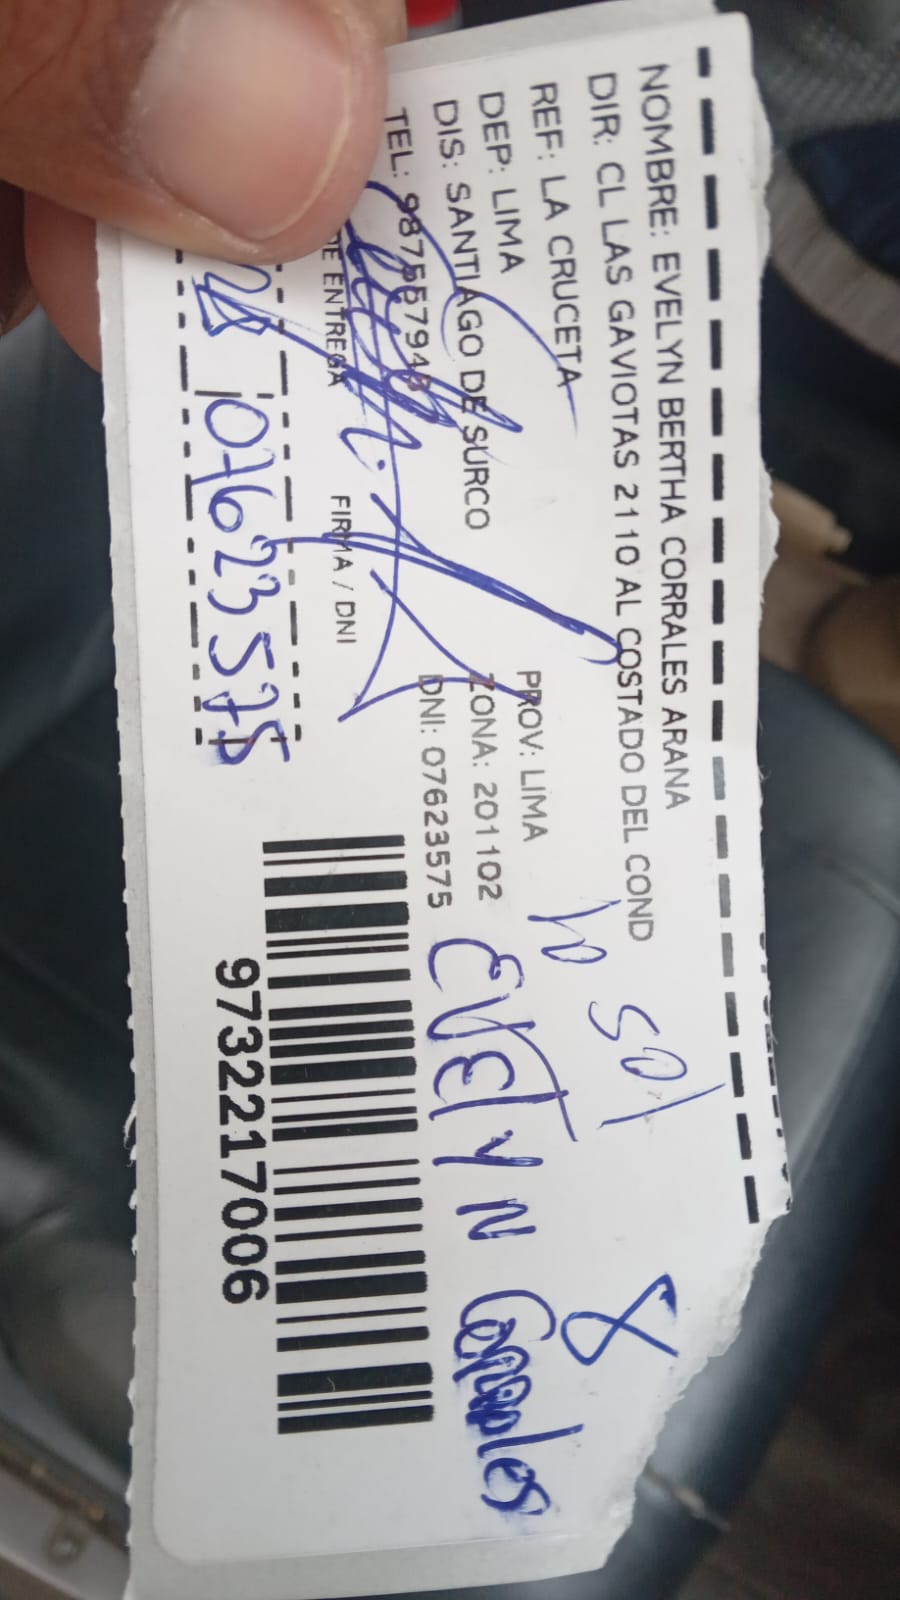 NOMBRE: EVELYN BERTHA CORRALES ARANA
DIR: CL LAS GAVIOTAS 2110 AL COSTADO DEL COND
REF: LA CRUCETA
DEP: LIMA PROV: LIMA
DIS: SANTIAGO DE SURCO ZONA: 201102
TEL: DNI: 07623575
DE ENTREGA FIRMA / DNI
EVELYN Corrales
07623575
8
9732217006